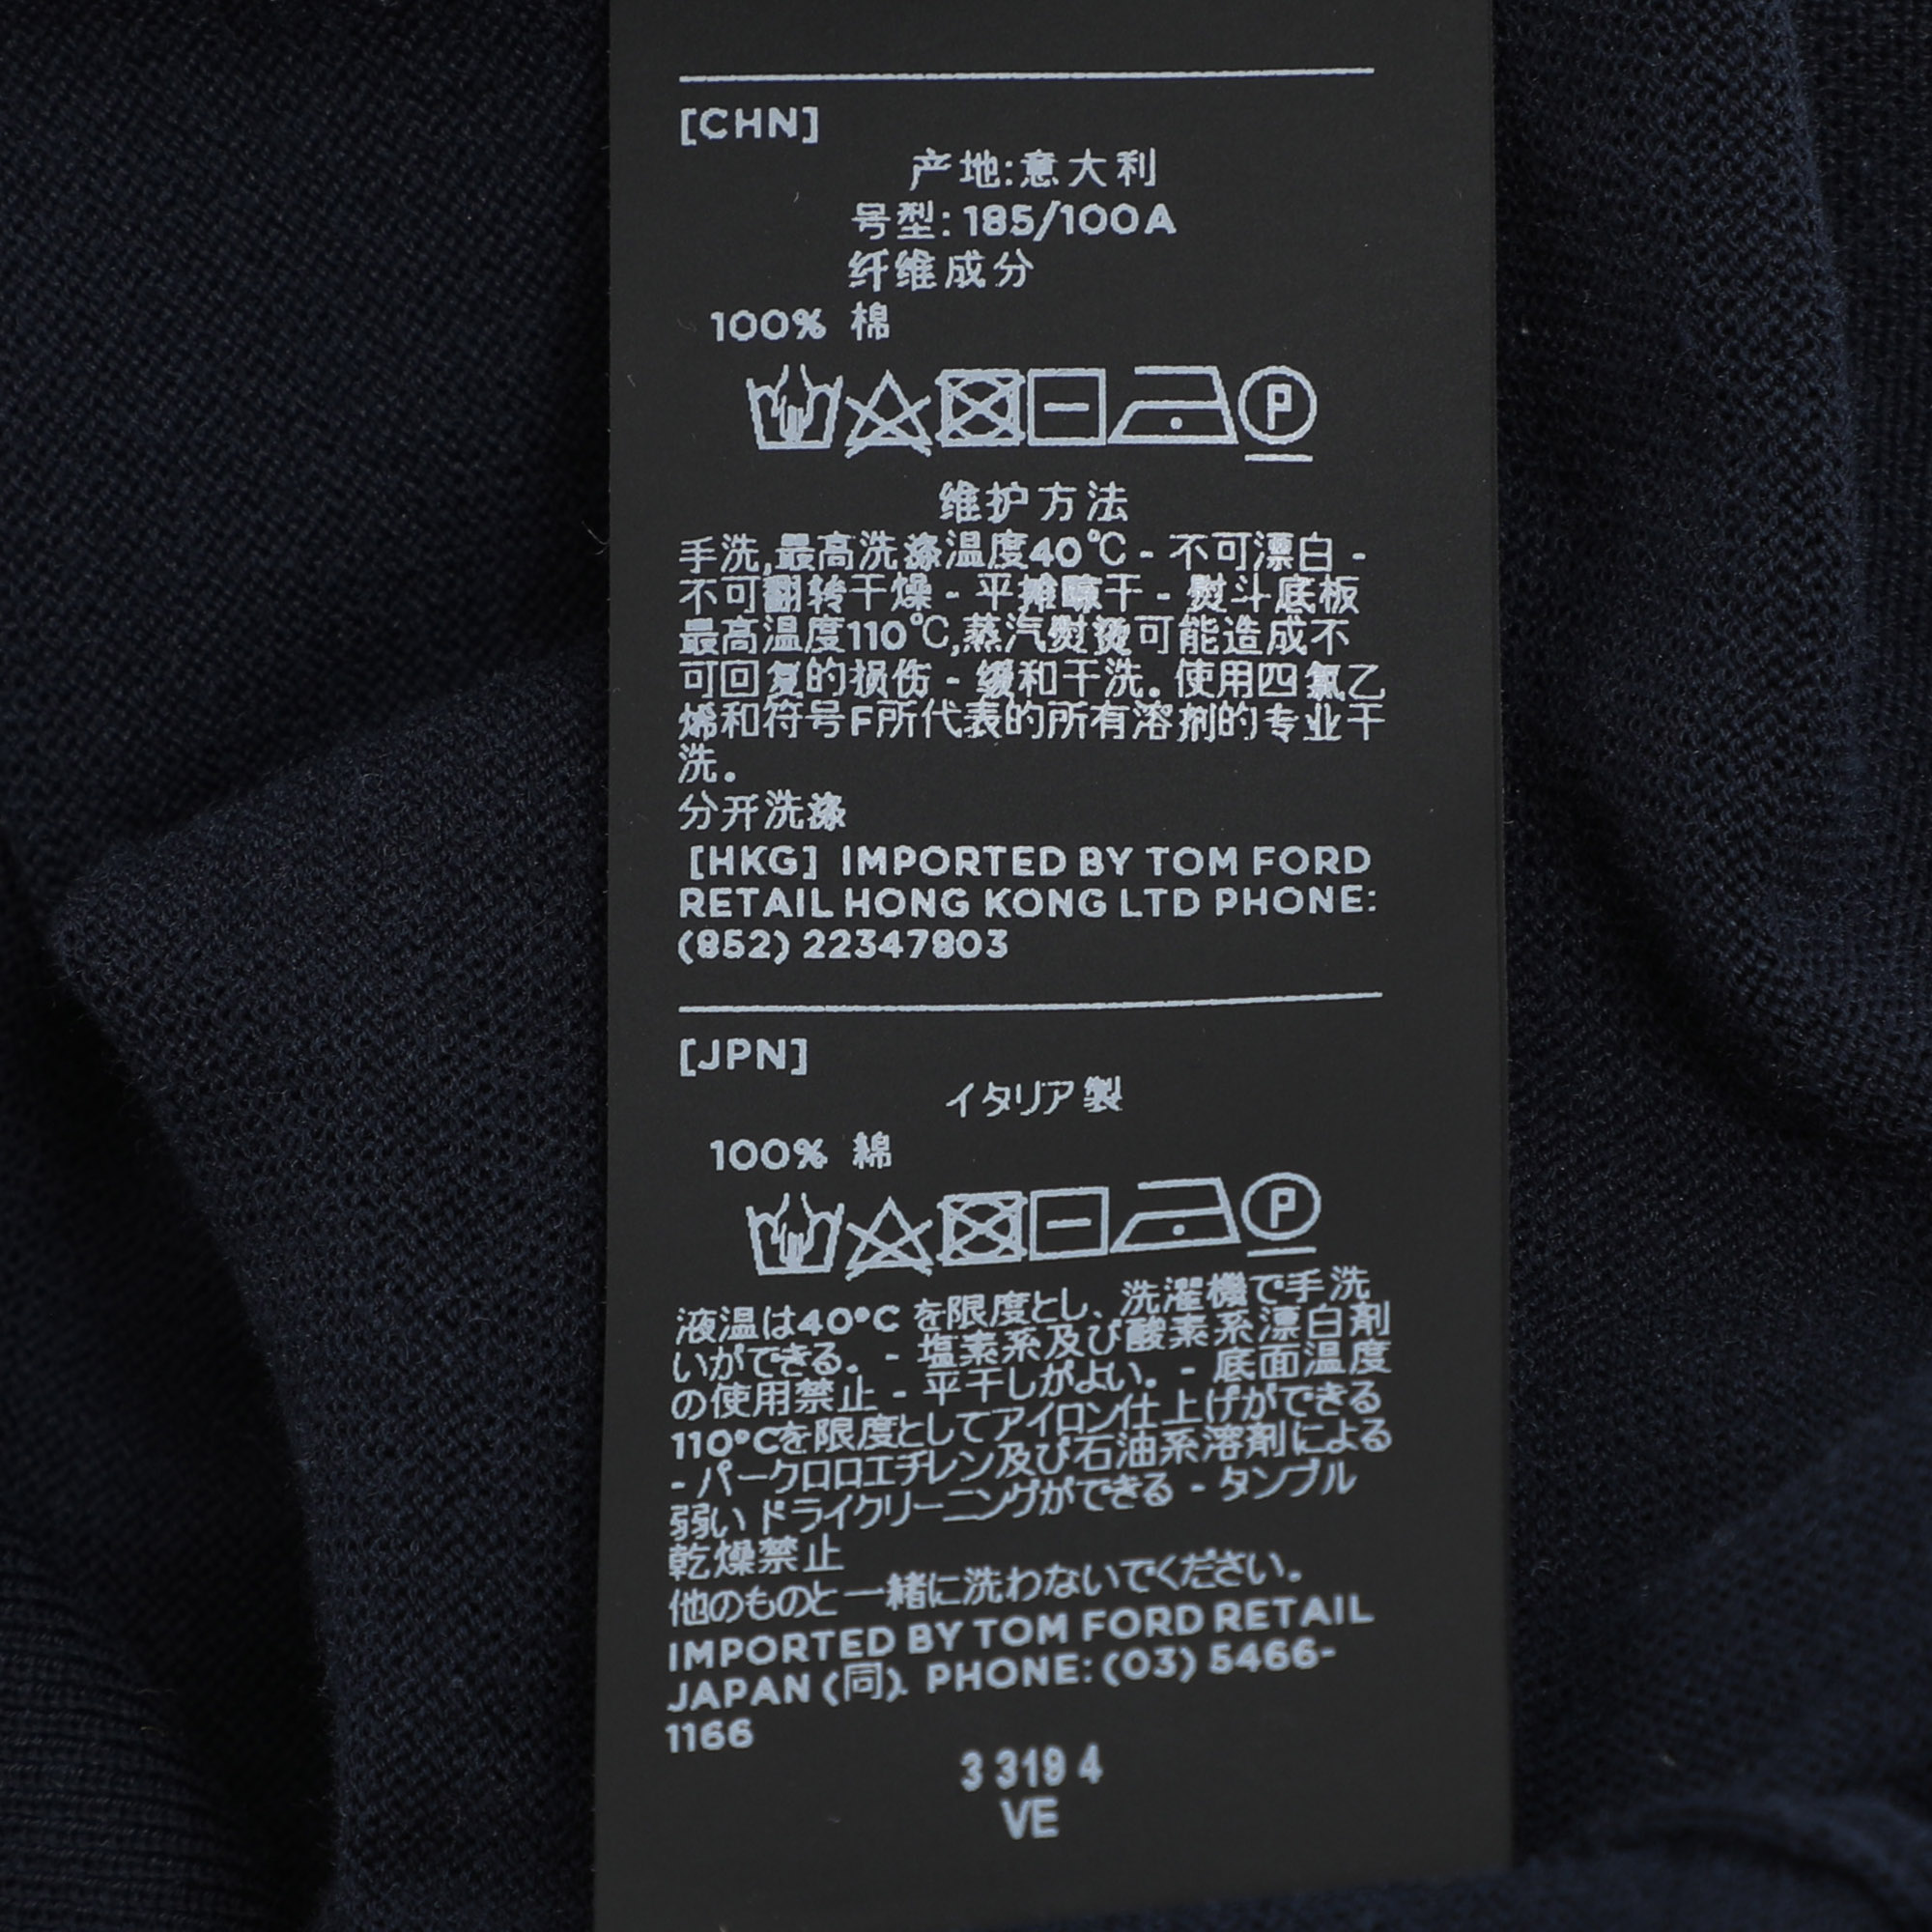 [CHN]
产地:意大利
号型: 185/100A
纤维成分
100% 棉
P
维护方法
手洗,最高洗涤温度40℃ - 不可漂白 -
不可翻转干燥 - 平摊晾干 - 熨斗底板
最高温度110℃,蒸汽熨烫可能造成不
可回复的损伤 - 缓和干洗。使用四氯乙
烯和符号F所代表的所有溶剂的专业干
洗。
分开洗涤
[HKG] IMPORTED BY TOM FORD
RETAIL HONG KONG LTD PHONE:
(852) 22347803
[JPN]
イタリア製
100% 綿
P
液温は40°C を限度とし、洗濯機で手洗
いができる。- 塩素系及び酸素系漂白剤
の使用禁止 - 平干しがよい。- 底面温度
110°Cを限度としてアイロン仕上げができる
- パークロロエチレン及び石油系溶剤による
弱い ドライクリーニングができる - タンブル
乾燥禁止
他のものと一緒に洗わないでください。
IMPORTED BY TOM FORD RETAIL
JAPAN (同). PHONE: (03) 5466-
1166
3 3194
VE